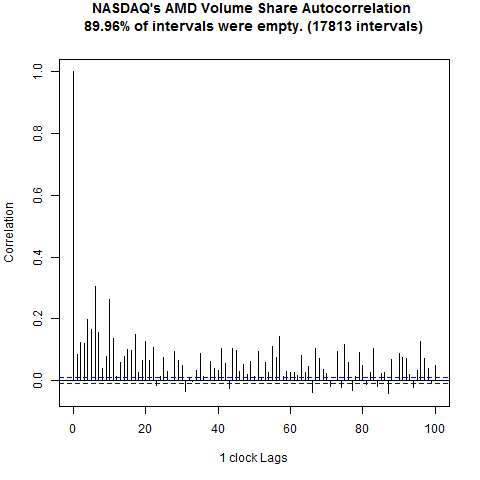 NASDAQ's AMD Volume Share Autocorrelation
89.96% of intervals were empty. (17813 intervals)
1.0
0.8
0.6
0.4
0.2
0.0
Correlation
0 20 40 60 80 100
1 clock Lags